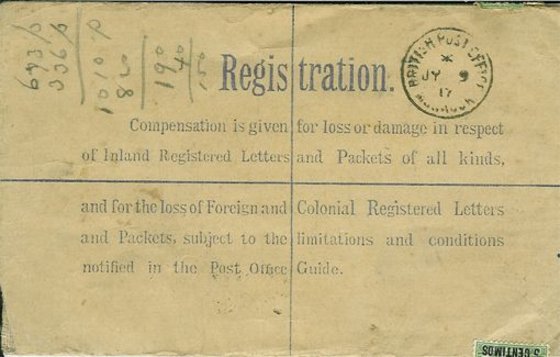 Registration.
BRITISH POST OFFICE
*
JY 9
17
Compensation is given for loss or damage in respect
of Inland Registered Letters and Packets of all kinds,
and for the loss of Foreign and Colonial Registered Letters
and Packets, subject to the limitations and conditions
notified in the Post Office Guide.
5 CENTIMOS